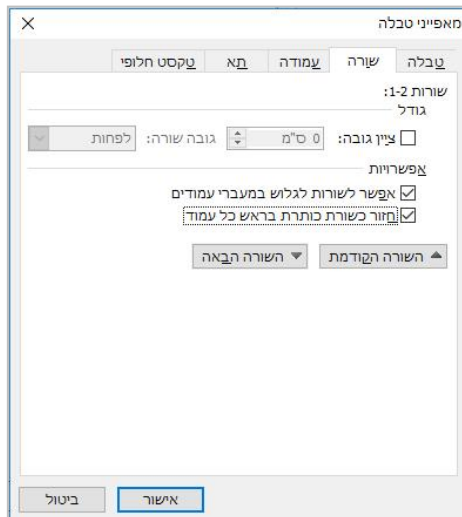 מאפייני טבלה
טבלה שורה עמודה תא טקסט חלופי
שורות 1-2:
גודל
ציין גובה: 0 ס"מ גובה שורה: לפחות
אפשרויות
אפשר לשורות לגלוש במעברי עמודים
חזור כשורת כותרת בראש כל עמוד
השורה הקודמת השורה הבאה
אישור ביטול